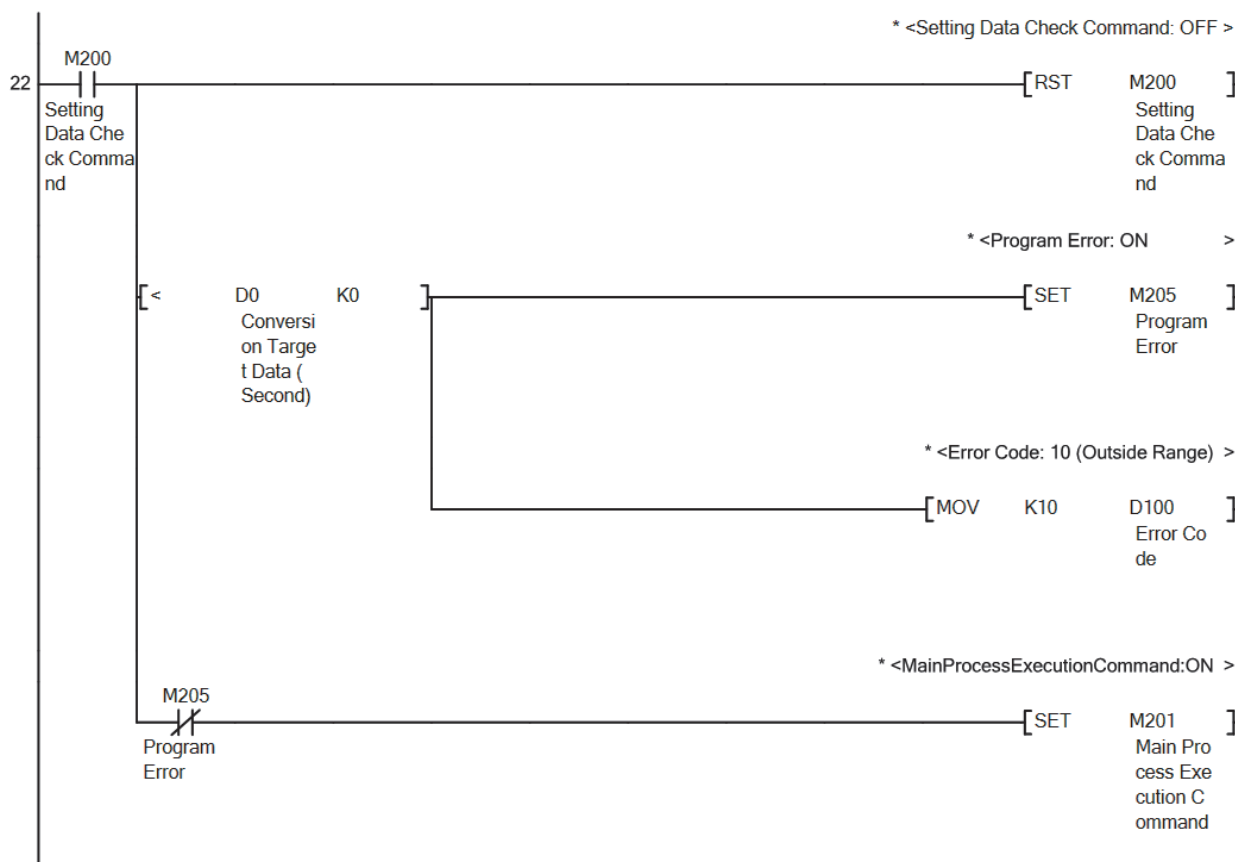 * <Setting Data Check Command: OFF >
M200
22
RST M200
Setting
Data Che
ck Comma
nd
Setting
Data Che
ck Comma
nd
* <Program Error: ON >
< D0 K0
SET M205
Conversi
on Targe
t Data (
Second)
Program
Error
* <Error Code: 10 (Outside Range) >
MOV K10 D100
Error Co
de
* <MainProcessExecutionCommand:ON >
M205
SET M201
Program
Error
Main Pro
cess Exe
cution C
ommand